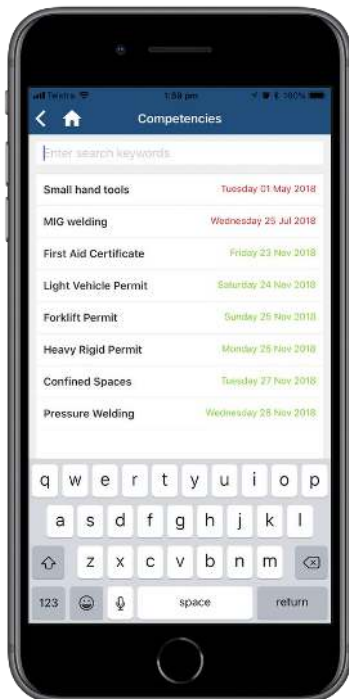 Telstra 1:59 pm 100%
Competencies
Enter search keywords
Small hand tools Tuesday 01 May 2018
MIG welding Wednesday 25 Jul 2018
First Aid Certificate Friday 23 Nov 2018
Light Vehicle Permit Saturday 24 Nov 2018
Forklift Permit Sunday 25 Nov 2018
Heavy Rigid Permit Monday 26 Nov 2018
Confined Spaces Tuesday 27 Nov 2018
Pressure Welding Wednesday 28 Nov 2018
q w e r t y u i o p
a s d f g h j k l
z x c v b n m
123 space return